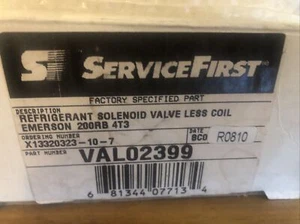 SERVICEFIRST
FACTORY SPECIFIED PART
DESCRIPTION
REFRIGERANT SOLENOID VALVE LESS COIL
EMERSON 200RB 4T3
ORDERING NUMBER
X13320323-10-7
DATE
BCO R0810
PART NUMBER
VAL02399
6 81344 07713 4